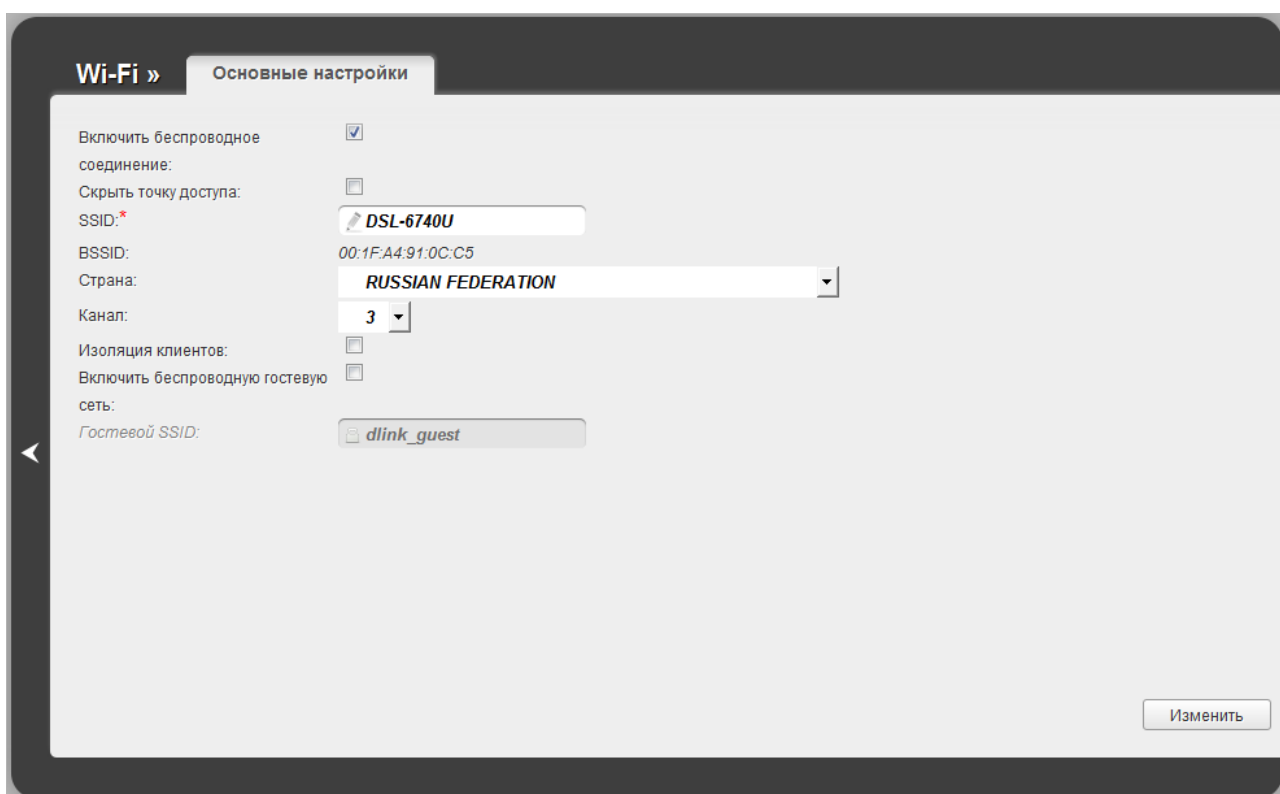 Wi-Fi » Основные настройки
Включить беспроводное
соединение:
Скрыть точку доступа:
SSID:* DSL-6740U
BSSID: 00:1F:A4:91:0C:C5
Страна: RUSSIAN FEDERATION
Канал: 3
Изоляция клиентов:
Включить беспроводную гостевую
сеть:
Гостевой SSID: dlink_guest
Изменить